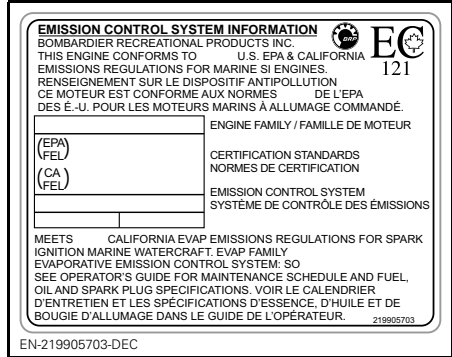 EMISSION CONTROL SYSTEM INFORMATION
BOMBARDIER RECREATIONAL PRODUCTS INC.
THIS ENGINE CONFORMS TO U.S. EPA & CALIFORNIA
EMISSIONS REGULATIONS FOR MARINE SI ENGINES.
RENSEIGNEMENT SUR LE DISPOSITIF ANTIPOLLUTION
CE MOTEUR EST CONFORME AUX NORMES DE L'EPA
DES É.-U. POUR LES MOTEURS MARINS À ALLUMAGE COMMANDÉ.
BRP
EC
121
ENGINE FAMILY / FAMILLE DE MOTEUR
(EPA FEL)
CERTIFICATION STANDARDS
NORMES DE CERTIFICATION
(CA FEL)
EMISSION CONTROL SYSTEM
SYSTÈME DE CONTRÔLE DES ÉMISSIONS
MEETS CALIFORNIA EVAP EMISSIONS REGULATIONS FOR SPARK
IGNITION MARINE WATERCRAFT. EVAP FAMILY
EVAPORATIVE EMISSION CONTROL SYSTEM: SO
SEE OPERATOR'S GUIDE FOR MAINTENANCE SCHEDULE AND FUEL,
OIL AND SPARK PLUG SPECIFICATIONS. VOIR LE CALENDRIER
D'ENTRETIEN ET LES SPÉCIFICATIONS D'ESSENCE, D'HUILE ET DE
BOUGIE D'ALLUMAGE DANS LE GUIDE DE L'OPÉRATEUR.
219905703
EN-219905703-DEC